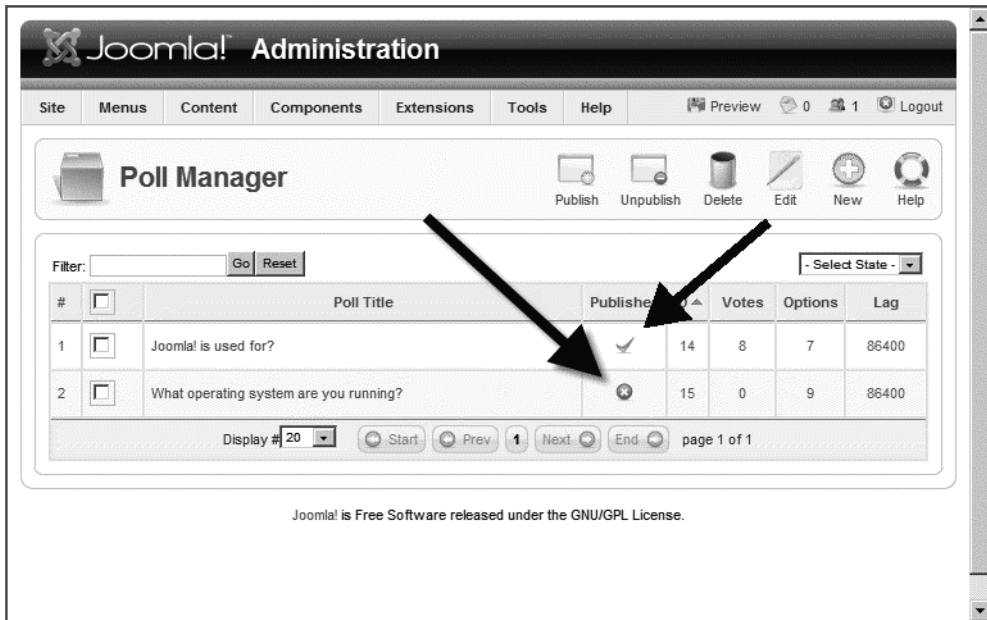 Joomla!™ Administration
Site Menus Content Components Extensions Tools Help Preview 0 1 Logout
Poll Manager
Publish Unpublish Delete Edit New Help
Filter: Go Reset - Select State -
# Poll Title Votes Options Lag
1 Joomla! is used for? 14 8 7 86400
2 What operating system are you running? 15 0 9 86400
Display # 20 Start Prev 1 Next End page 1 of 1
Joomla! is Free Software released under the GNU/GPL License.